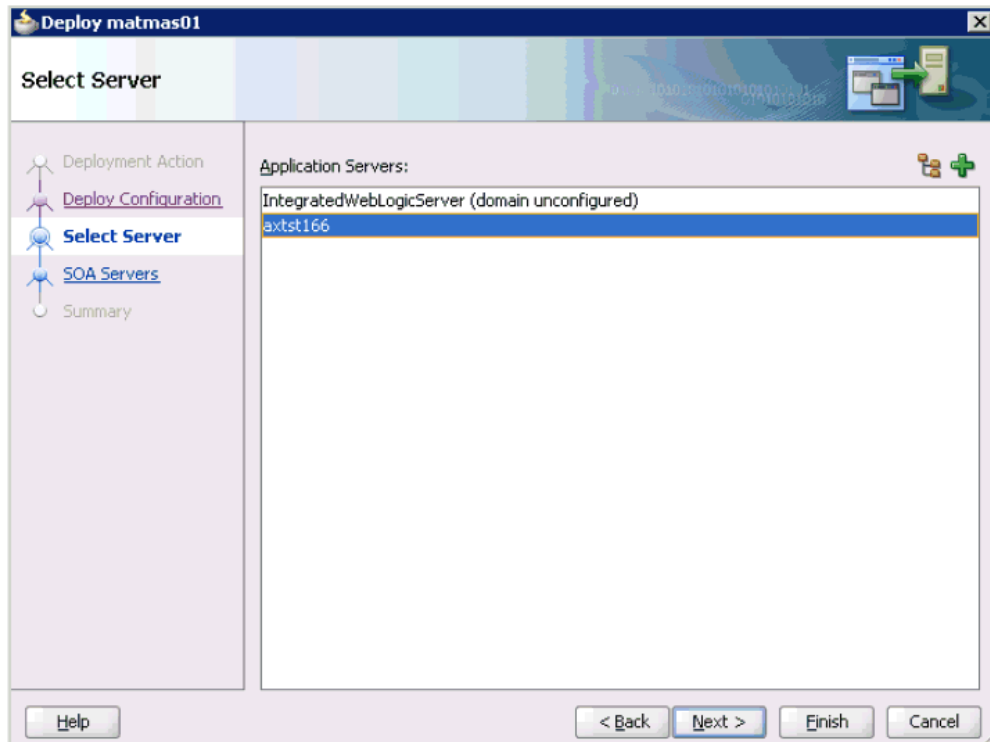 Deploy matmas01
Select Server
Deployment Action
Deploy Configuration
Select Server
SOA Servers
Summary
Application Servers:
IntegratedWebLogicServer (domain unconfigured)
axtst166
Help
< Back
Next >
Finish
Cancel